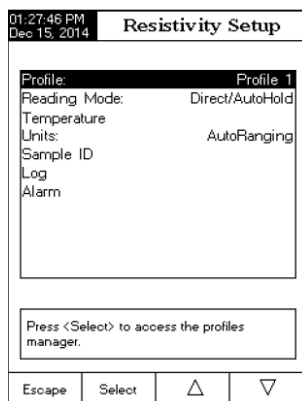 01:27:46 PM
Dec 15, 2014
Resistivity Setup
Profile: Profile 1
Reading Mode: Direct/AutoHold
Temperature
Units: AutoRanging
Sample ID
Log
Alarm
Press <Select> to access the profiles
manager.
Escape Select △ ▽